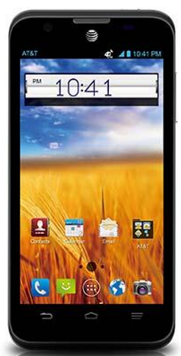 AT&T 10:41 PM
PM 10:41
Contacts Calendar Email AT&T